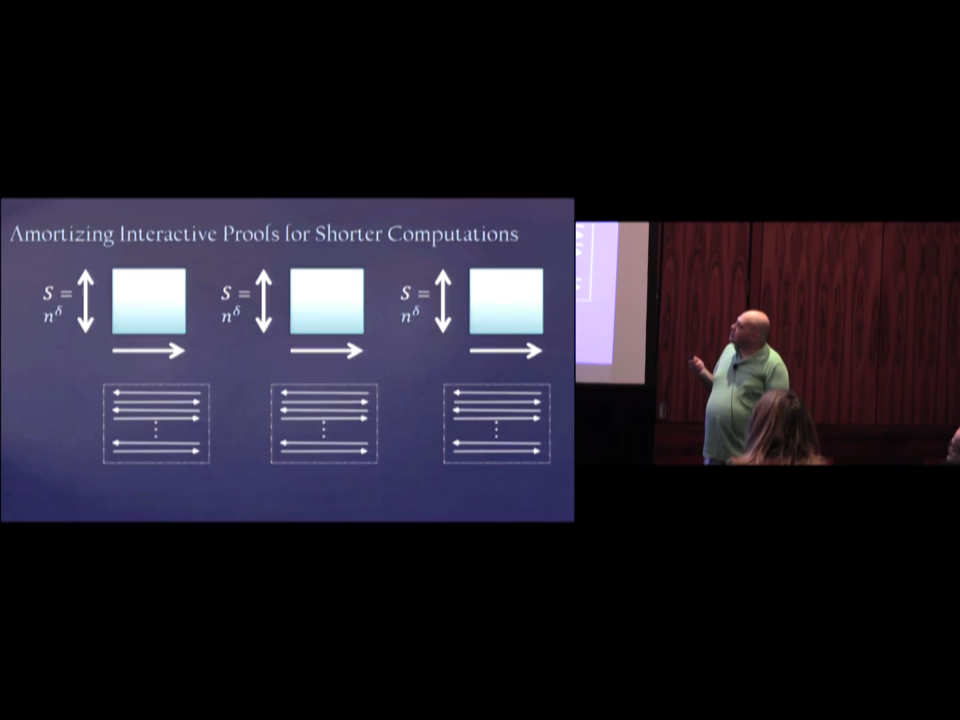 Amortizing Interactive Proofs for Shorter Computations
S =
n^δ
S =
n^δ
S =
n^δ